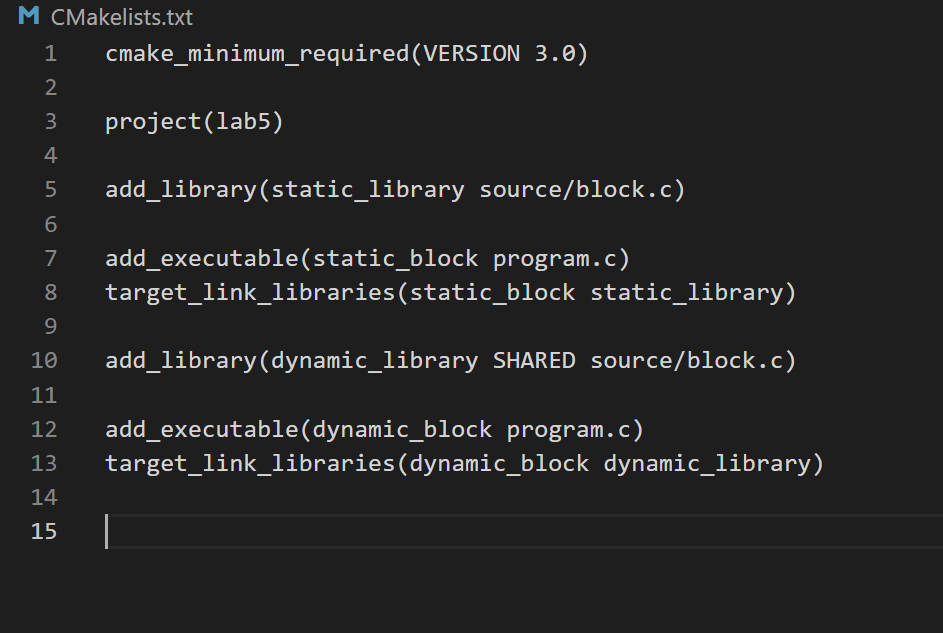 M CMakelists.txt
1 cmake_minimum_required(VERSION 3.0)
2
3 project(lab5)
4
5 add_library(static_library source/block.c)
6
7 add_executable(static_block program.c)
8 target_link_libraries(static_block static_library)
9
10 add_library(dynamic_library SHARED source/block.c)
11
12 add_executable(dynamic_block program.c)
13 target_link_libraries(dynamic_block dynamic_library)
14
15